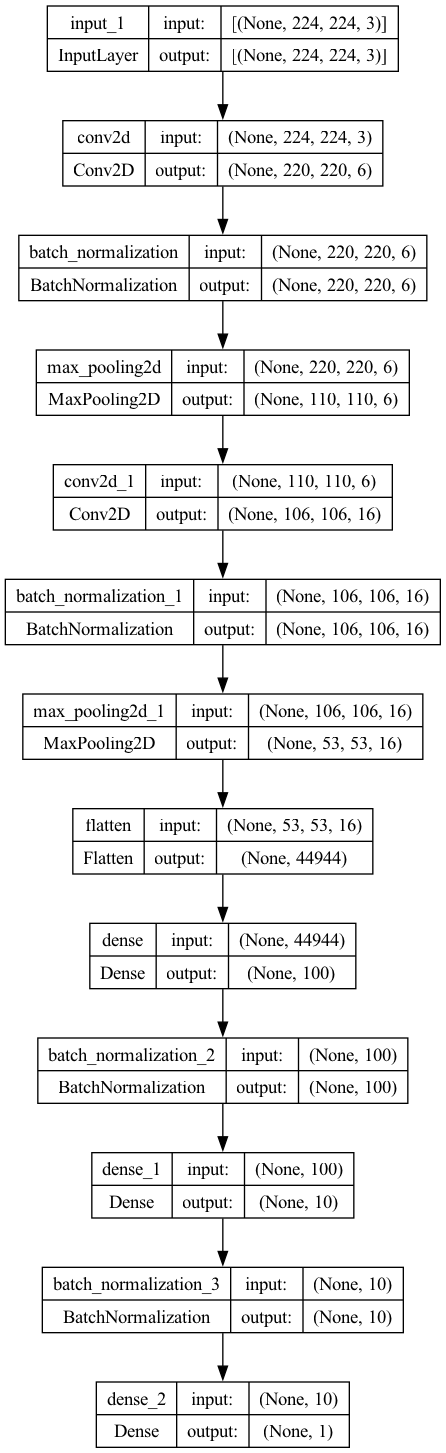 input_1 input: [(None, 224, 224, 3)]
InputLayer output: [(None, 224, 224, 3)]
conv2d input: (None, 224, 224, 3)
Conv2D output: (None, 220, 220, 6)
batch_normalization input: (None, 220, 220, 6)
BatchNormalization output: (None, 220, 220, 6)
max_pooling2d input: (None, 220, 220, 6)
MaxPooling2D output: (None, 110, 110, 6)
conv2d_1 input: (None, 110, 110, 6)
Conv2D output: (None, 106, 106, 16)
batch_normalization_1 input: (None, 106, 106, 16)
BatchNormalization output: (None, 106, 106, 16)
max_pooling2d_1 input: (None, 106, 106, 16)
MaxPooling2D output: (None, 53, 53, 16)
flatten input: (None, 53, 53, 16)
Flatten output: (None, 44944)
dense input: (None, 44944)
Dense output: (None, 100)
batch_normalization_2 input: (None, 100)
BatchNormalization output: (None, 100)
dense_1 input: (None, 100)
Dense output: (None, 10)
batch_normalization_3 input: (None, 10)
BatchNormalization output: (None, 10)
dense_2 input: (None, 10)
Dense output: (None, 1)